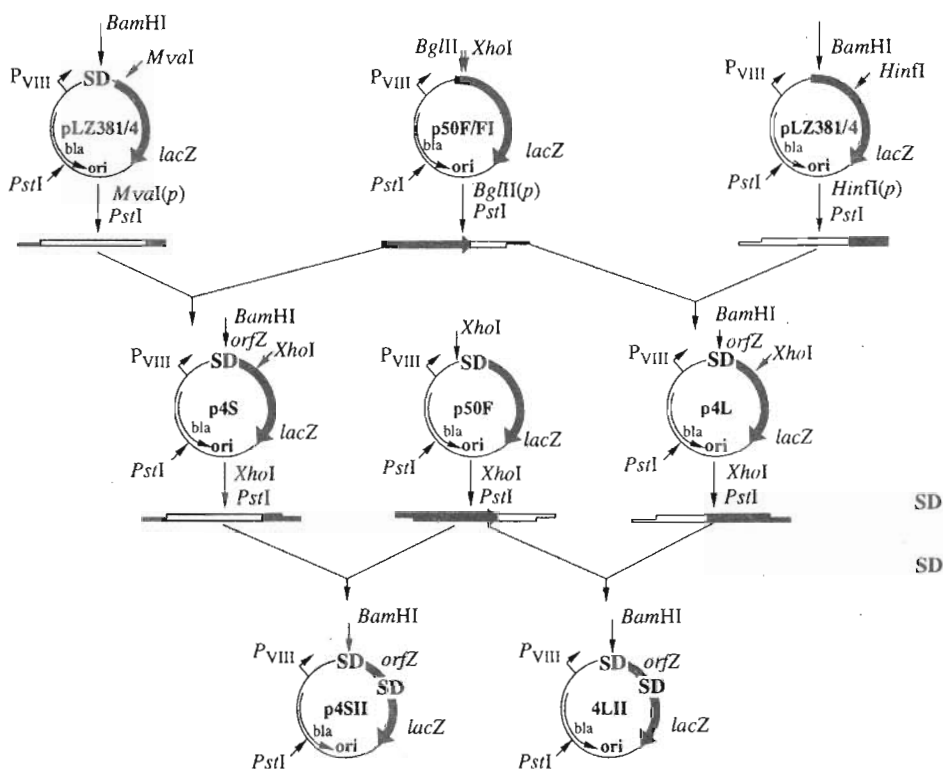 BamHI
MvaI
PVIII
SD
pLZ381/4
bla
ori
lacZ
PstI
MvaI(p)
PstI
BglII XhoI
p50F/FI
bla
ori
lacZ
PstI
BglII(p)
PstI
BamHI
HinfI
PVIII
pLZ381/4
bla
ori
lacZ
PstI
HinfI(p)
PstI
BamHI
orfZ
XhoI
PVIII
SD
p4S
bla
ori
lacZ
PstI
XhoI
PstI
XhoI
PVIII
SD
p50F
bla
ori
lacZ
PstI
XhoI
PstI
BamHI
orfZ
XhoI
PVIII
SD
p4L
bla
ori
lacZ
PstI
XhoI
PstI
SD
SD
BamHI
PVIII
SD
orfZ
SD
p4SII
bla
ori
lacZ
PstI
BamHI
PVIII
SD
orfZ
SD
4LII
bla
ori
lacZ
PstI